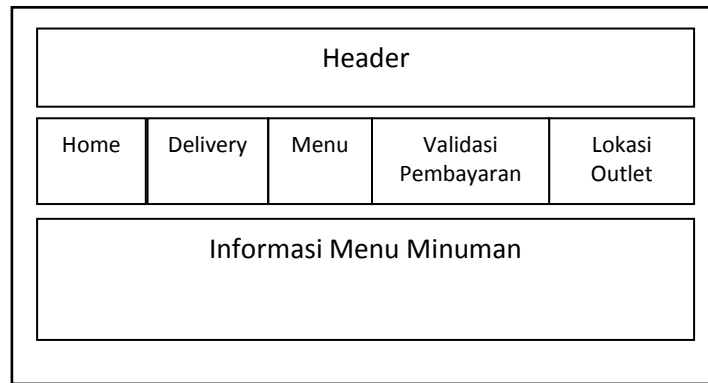 Header
Home
Delivery
Menu
Validasi
Pembayaran
Lokasi
Outlet
Informasi Menu Minuman